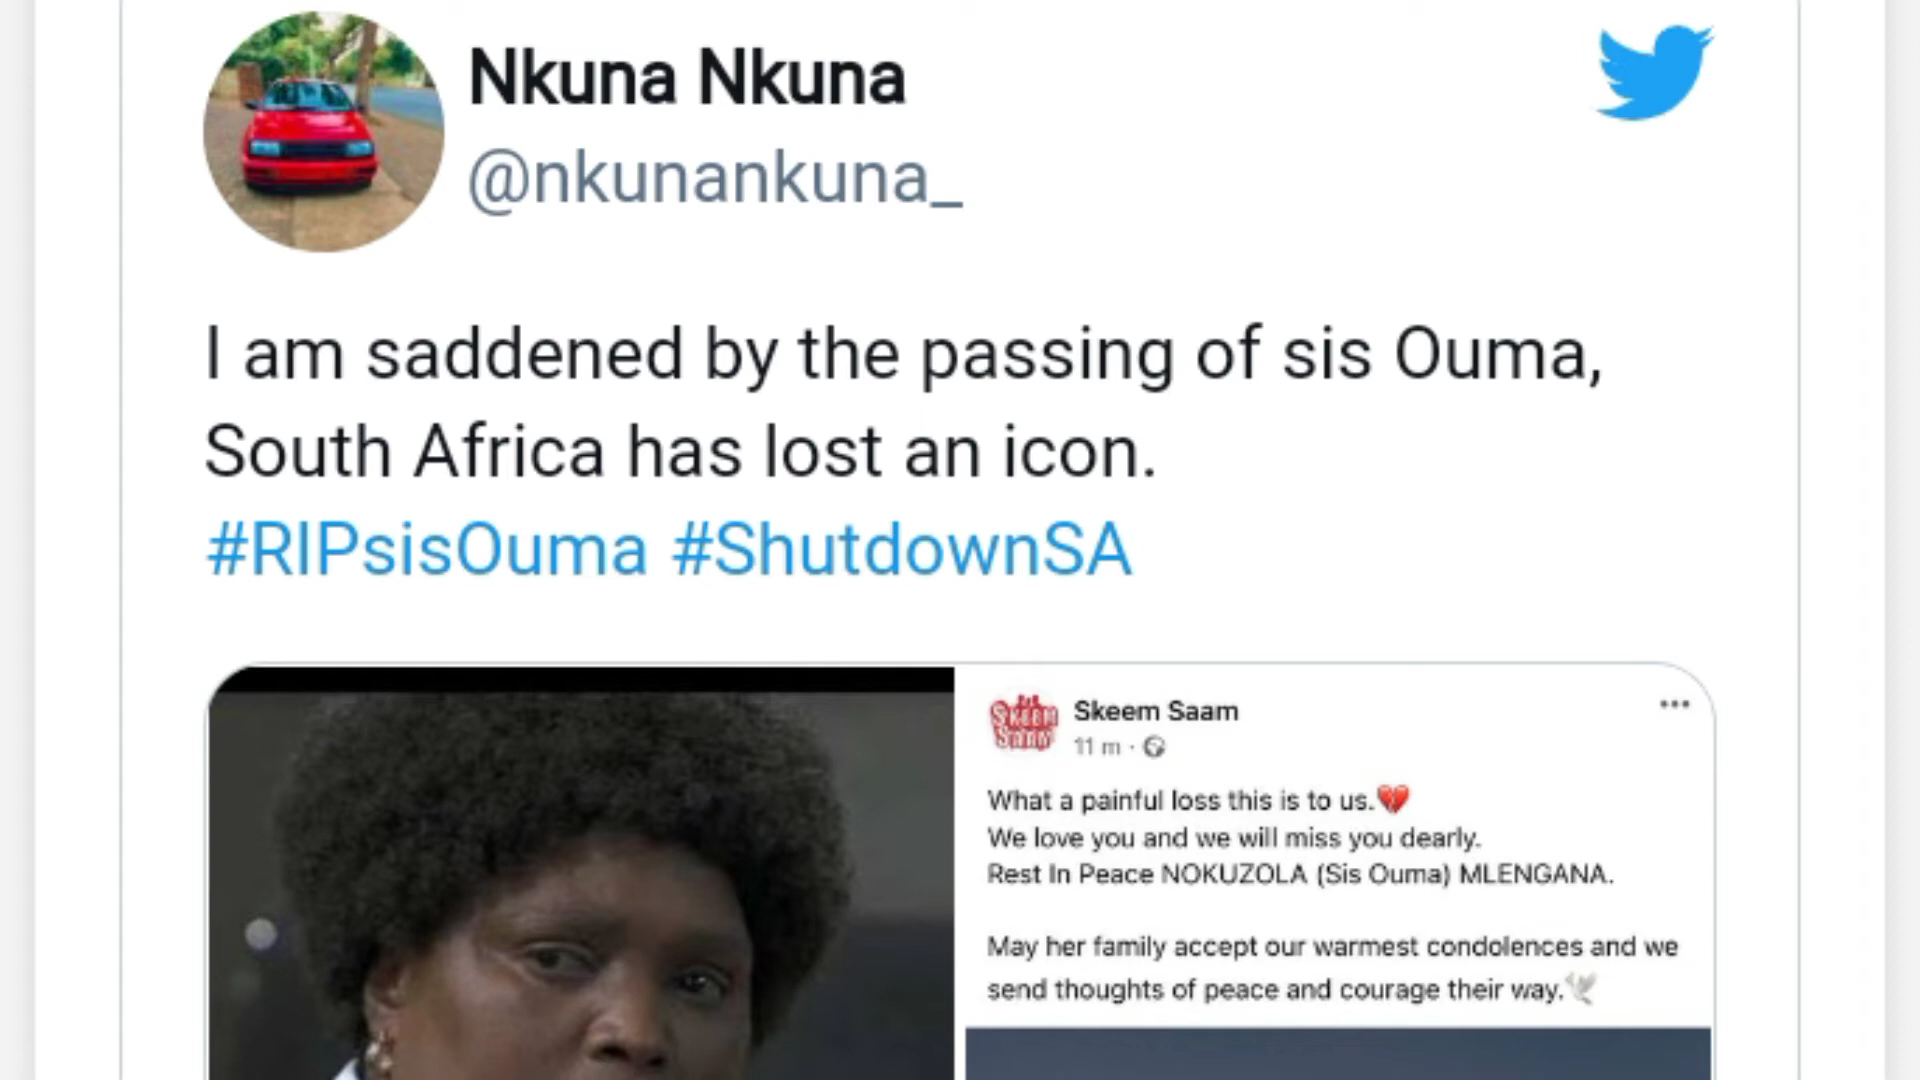 Nkuna Nkuna
@nkunankuna_
I am saddened by the passing of sis Ouma,
South Africa has lost an icon.
#RIPsisOuma #ShutdownSA
SKEEM
SAAM
Skeem Saam
11 m ·
What a painful loss this is to us.💔
We love you and we will miss you dearly.
Rest In Peace NOKUZOLA (Sis Ouma) MLENGANA.
May her family accept our warmest condolences and we
send thoughts of peace and courage their way.🕊